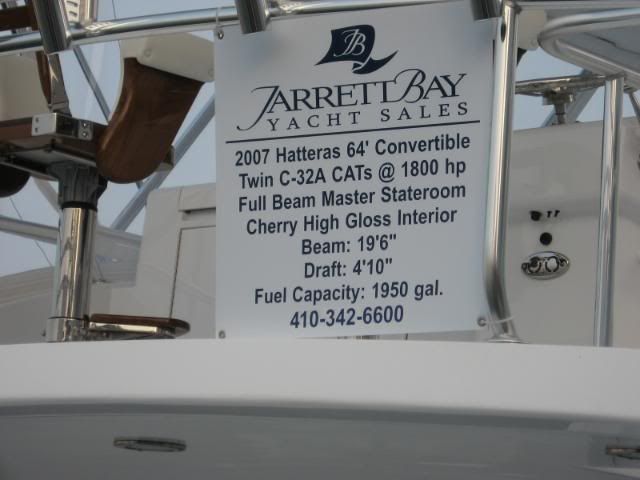 JB
JARRETT BAY
YACHT SALES
2007 Hatteras 64' Convertible
Twin C-32A CATs @ 1800 hp
Full Beam Master Stateroom
Cherry High Gloss Interior
Beam: 19'6"
Draft: 4'10"
Fuel Capacity: 1950 gal.
410-342-6600